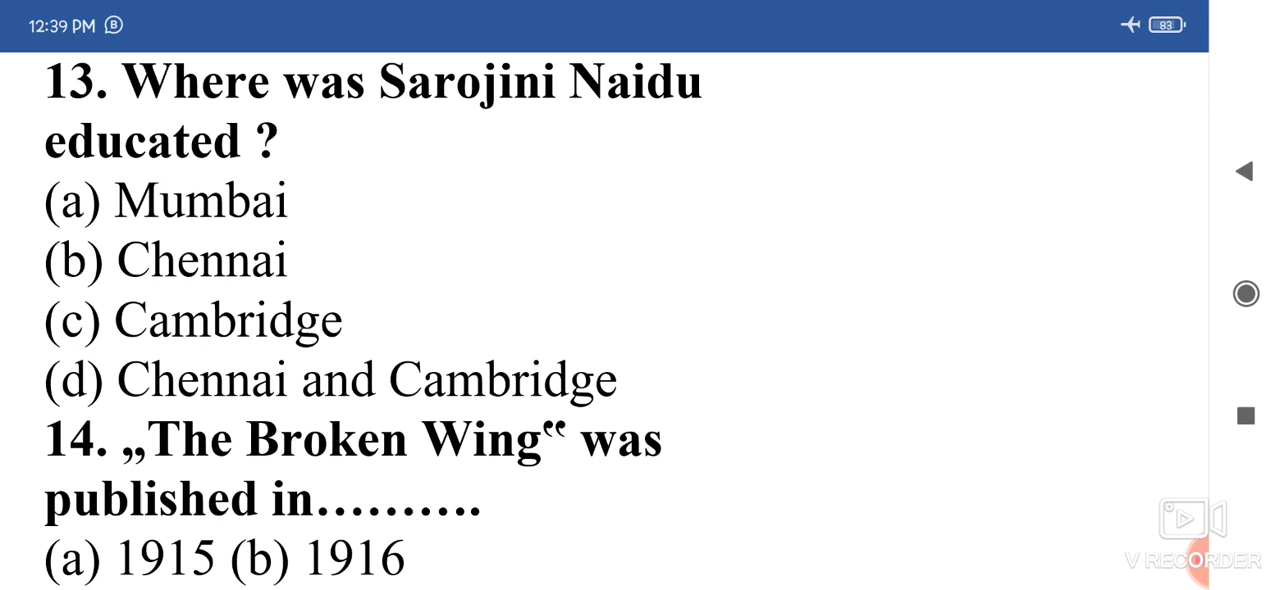 12:39 PM
83
13. Where was Sarojini Naidu
educated ?
(a) Mumbai
(b) Chennai
(c) Cambridge
(d) Chennai and Cambridge
14. „The Broken Wing‟ was
published in……….
(a) 1915 (b) 1916
V RECORDER